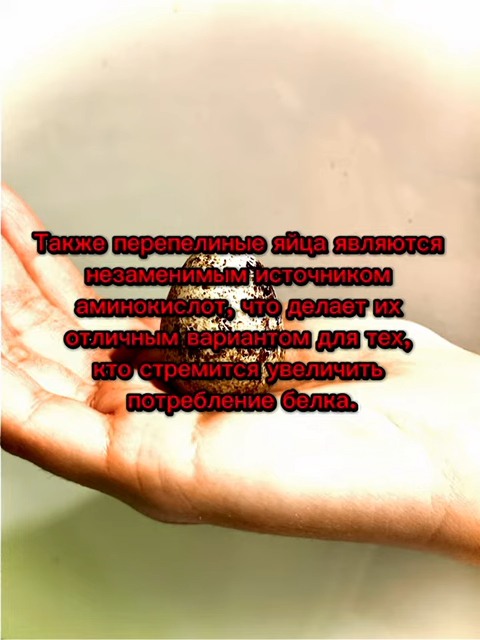 Также перепелиные яйца являются
незаменимым источником
аминокислот, что делает их
отличным вариантом для тех,
кто стремится увеличить
потребление белка.